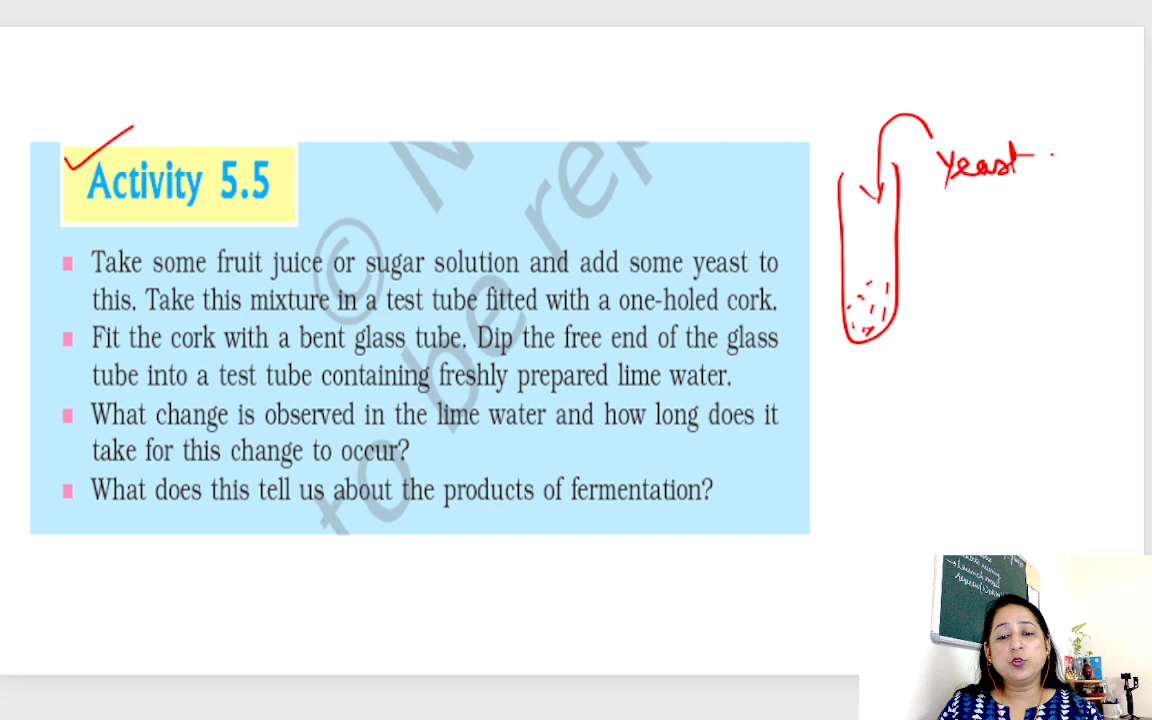 Activity 5.5
Yeast
Take some fruit juice or sugar solution and add some yeast to
this. Take this mixture in a test tube fitted with a one-holed cork.
Fit the cork with a bent glass tube. Dip the free end of the glass
tube into a test tube containing freshly prepared lime water.
What change is observed in the lime water and how long does it
take for this change to occur?
What does this tell us about the products of fermentation?